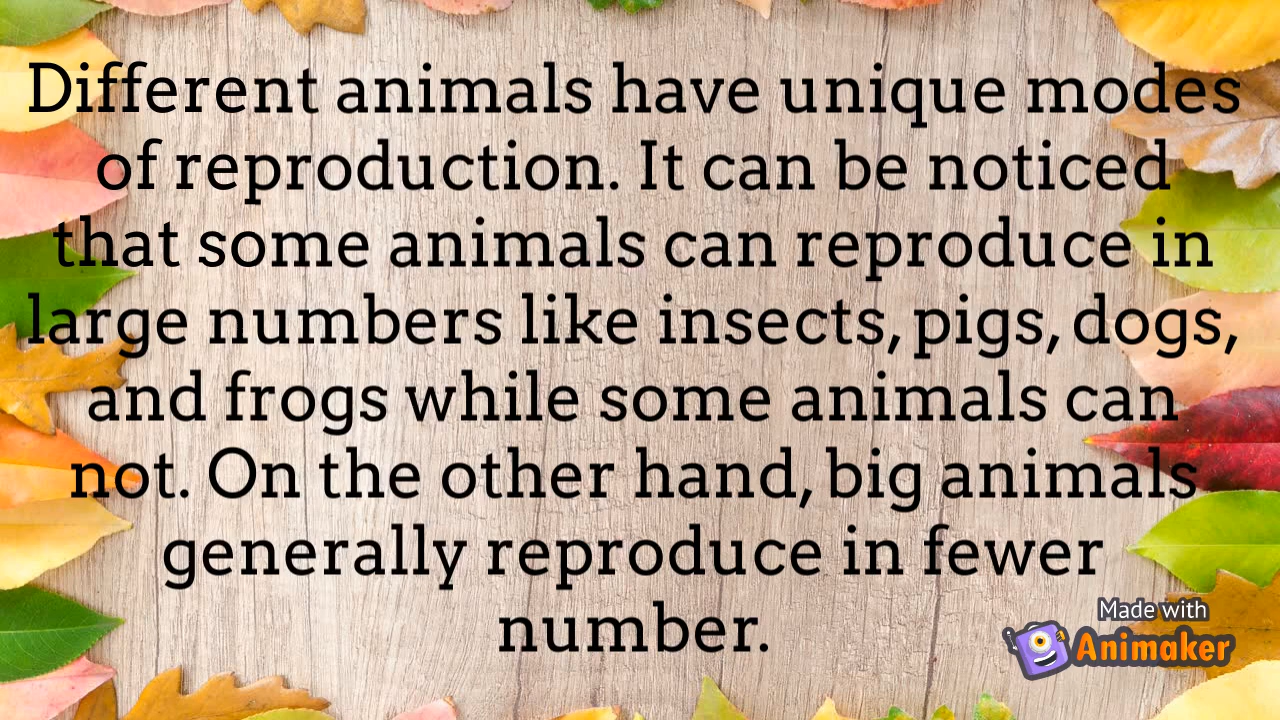 Different animals have unique modes
of reproduction. It can be noticed
that some animals can reproduce in
large numbers like insects, pigs, dogs,
and frogs while some animals can
not. On the other hand, big animals
generally reproduce in fewer
number.
Made with
Animaker